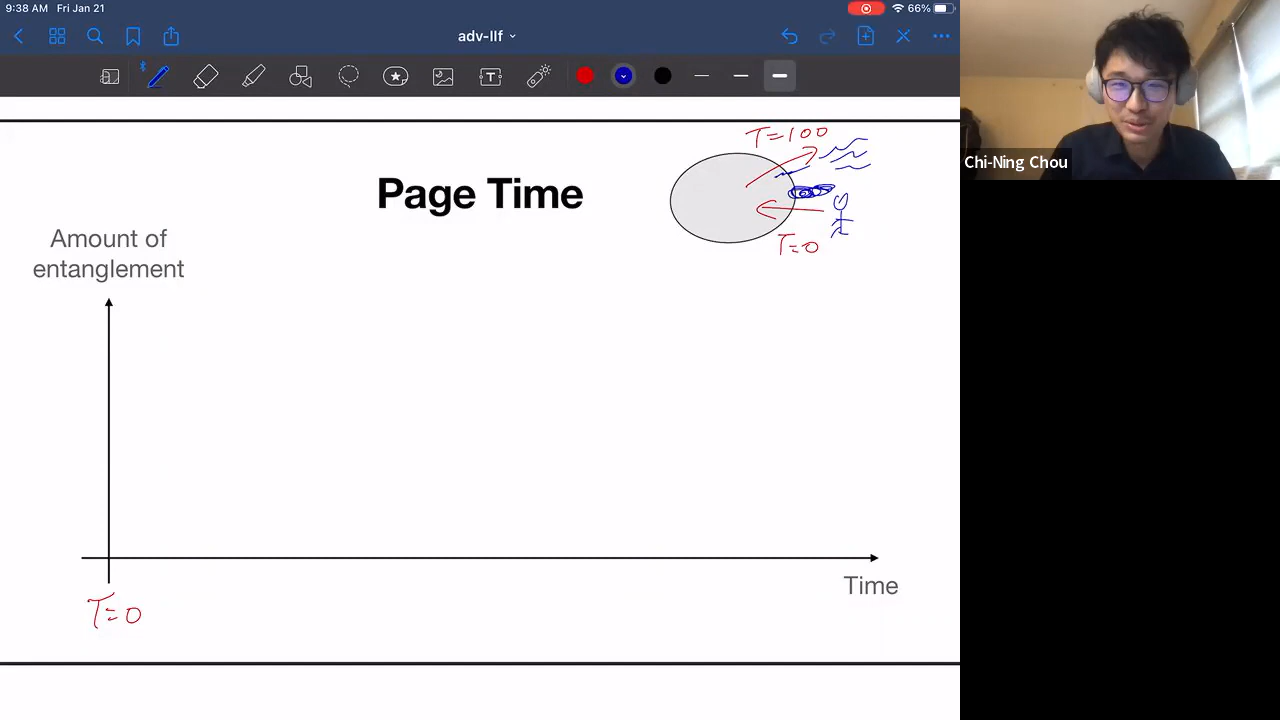 9:38 AM Fri Jan 21
66%
adv-llf
T
T=100
Page Time
Chi-Ning Chou
Amount of
entanglement
T=0
Time
T=0